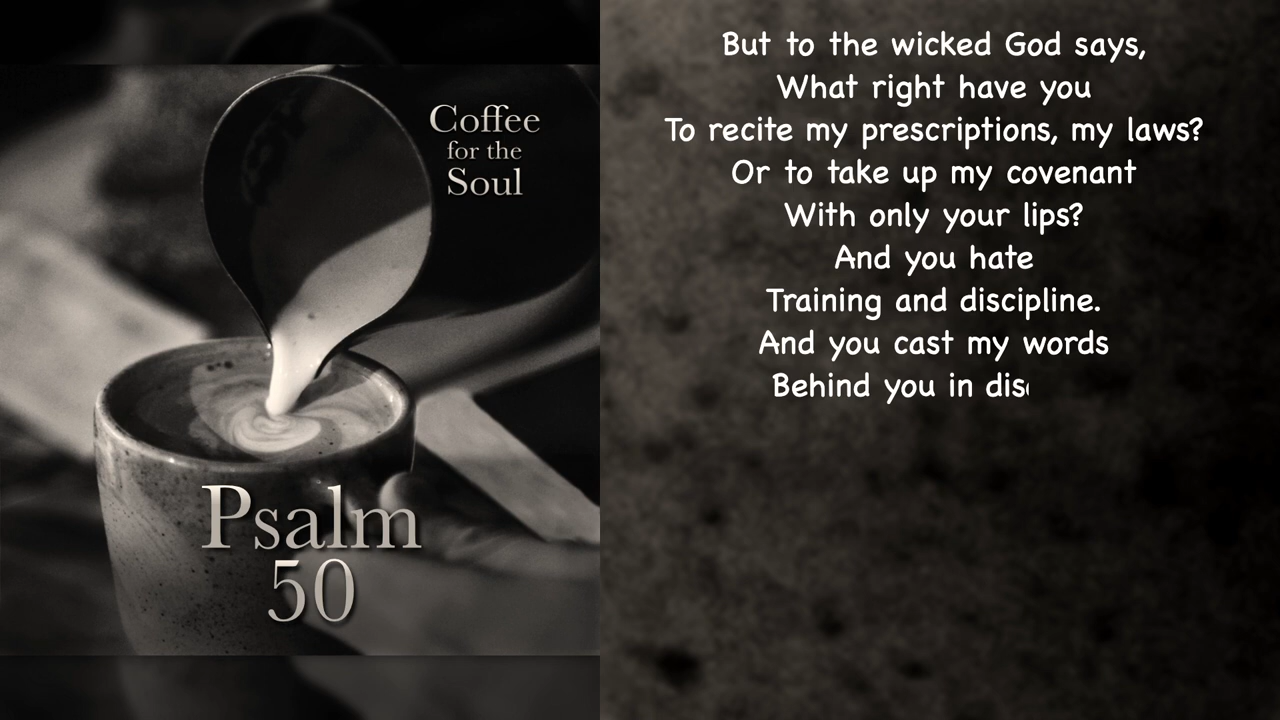 Coffee
for the
Soul
Psalm
50
But to the wicked God says,
What right have you
To recite my prescriptions, my laws?
Or to take up my covenant
With only your lips?
And you hate
Training and discipline.
And you cast my words
Behind you in